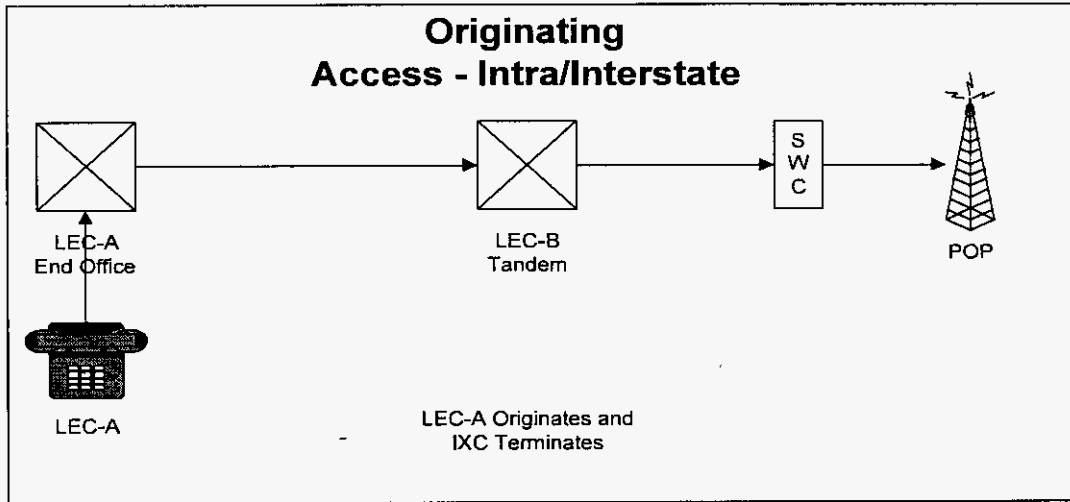 Originating
Access - Intra/Interstate
S
W
C
LEC-A
End Office
LEC-B
Tandem
POP
LEC-A
LEC-A Originates and
IXC Terminates